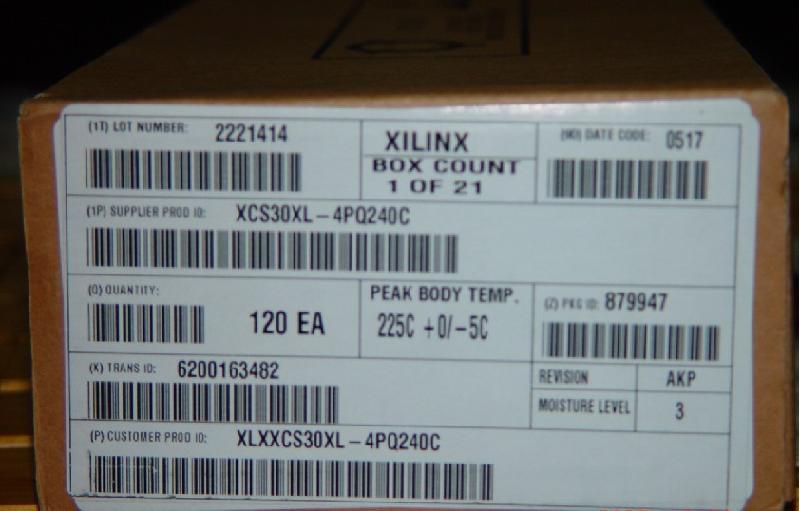 (1T) LOT NUMBER: 2221414
XILINX
BOX COUNT
1 OF 21
DATE CODE: 0517
(1P) SUPPLIER PROD ID: XCS30XL-4PQ240C
(Q) QUANTITY:
120 EA
PEAK BODY TEMP.
225C +0/-5C
(Z) PKG ID: 879947
(X) TRANS ID: 6200163482
REVISION AKP
MOISTURE LEVEL 3
(P) CUSTOMER PROD ID: XLXXCS30XL-4PQ240C